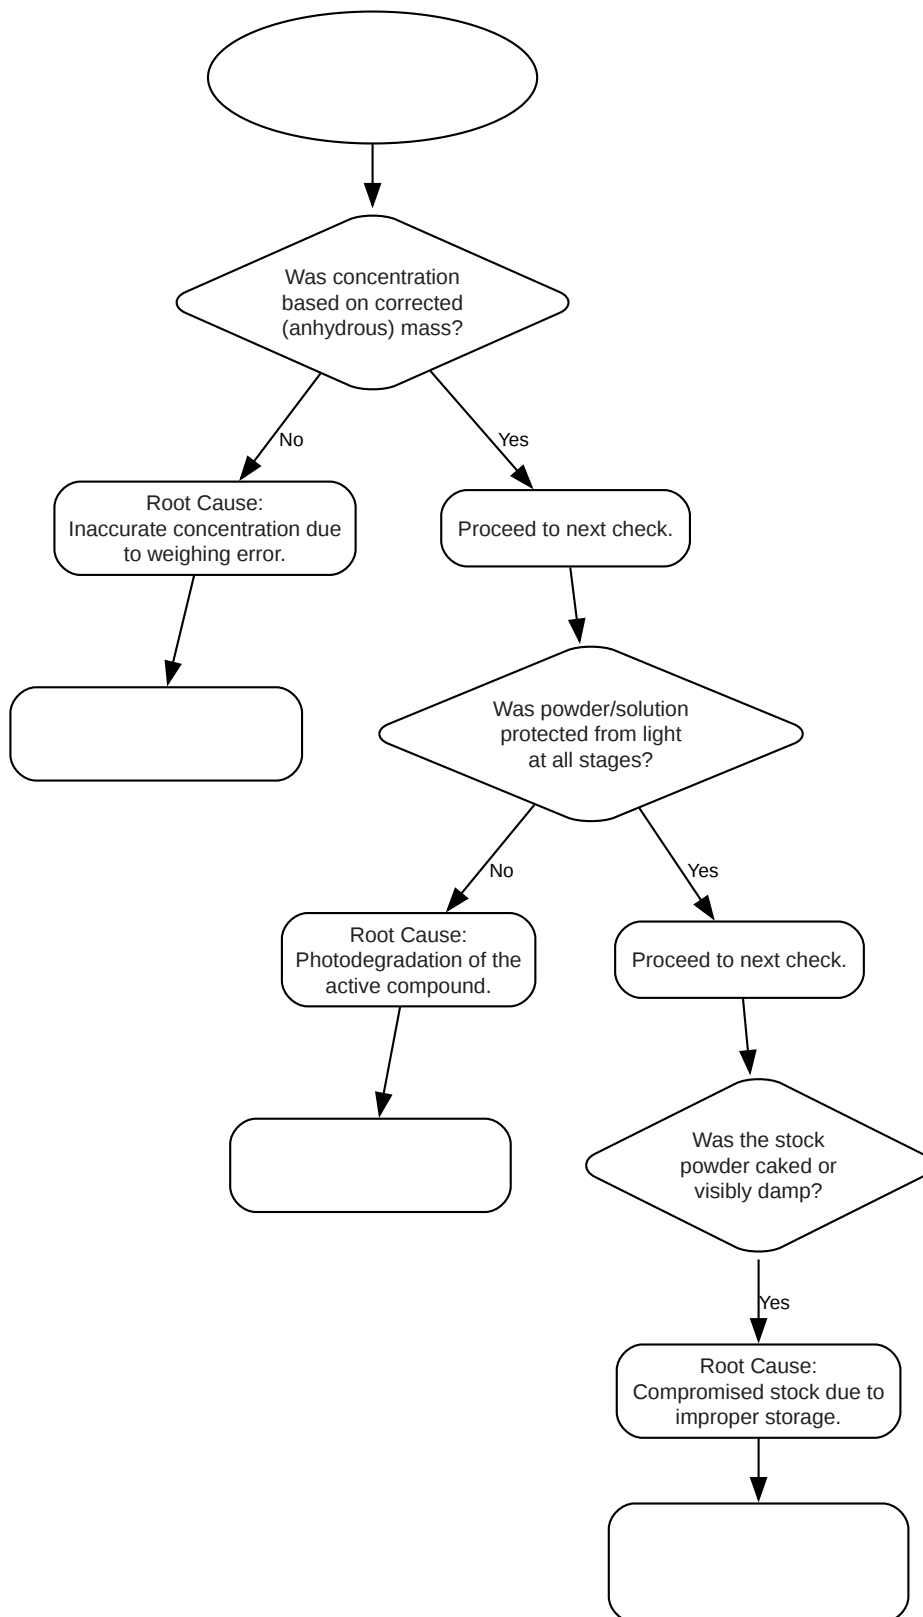 Was concentration
based on corrected
(anhydrous) mass?
No
Yes
Root Cause:
Inaccurate concentration due
to weighing error.
Proceed to next check.
Was powder/solution
protected from light
at all stages?
No
Yes
Root Cause:
Photodegradation of the
active compound.
Proceed to next check.
Was the stock
powder caked or
visibly damp?
Yes
Root Cause:
Compromised stock due to
improper storage.